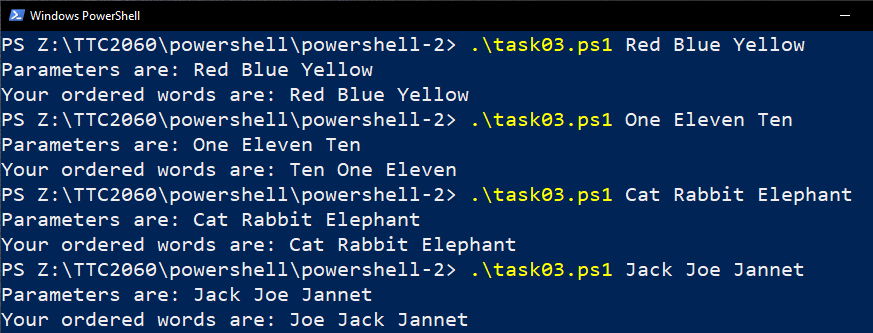 Windows PowerShell
PS Z:\TTC2060\powershell\powershell-2> .\task03.ps1 Red Blue Yellow
Parameters are: Red Blue Yellow
Your ordered words are: Red Blue Yellow
PS Z:\TTC2060\powershell\powershell-2> .\task03.ps1 One Eleven Ten
Parameters are: One Eleven Ten
Your ordered words are: Ten One Eleven
PS Z:\TTC2060\powershell\powershell-2> .\task03.ps1 Cat Rabbit Elephant
Parameters are: Cat Rabbit Elephant
Your ordered words are: Cat Rabbit Elephant
PS Z:\TTC2060\powershell\powershell-2> .\task03.ps1 Jack Joe Jannet
Parameters are: Jack Joe Jannet
Your ordered words are: Joe Jack Jannet